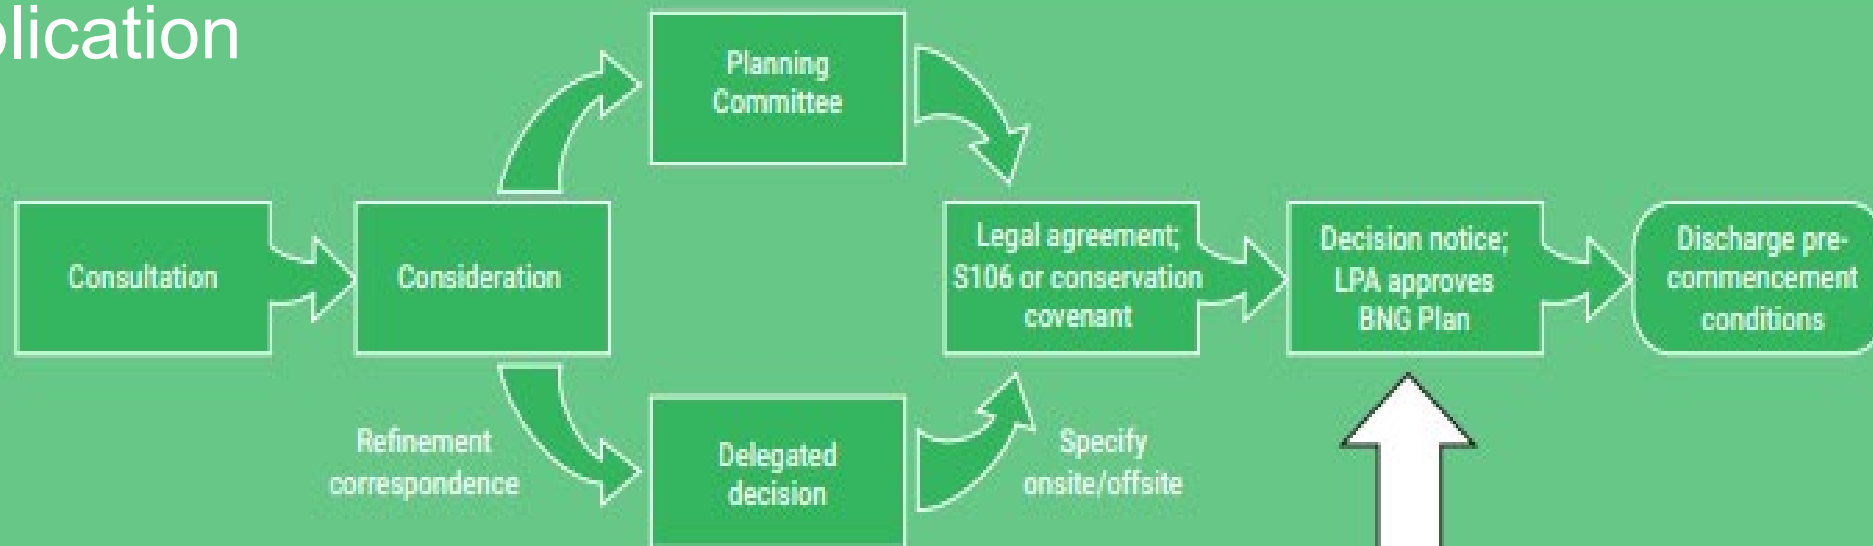 plication
Planning
Committee
Consultation
Consideration
Legal agreement;
S106 or conservation
covenant
Decision notice;
LPA approves
BNG Plan
Discharge pre-
commencement
conditions
Refinement
correspondence
Delegated
decision
Specify
onsite/offsite